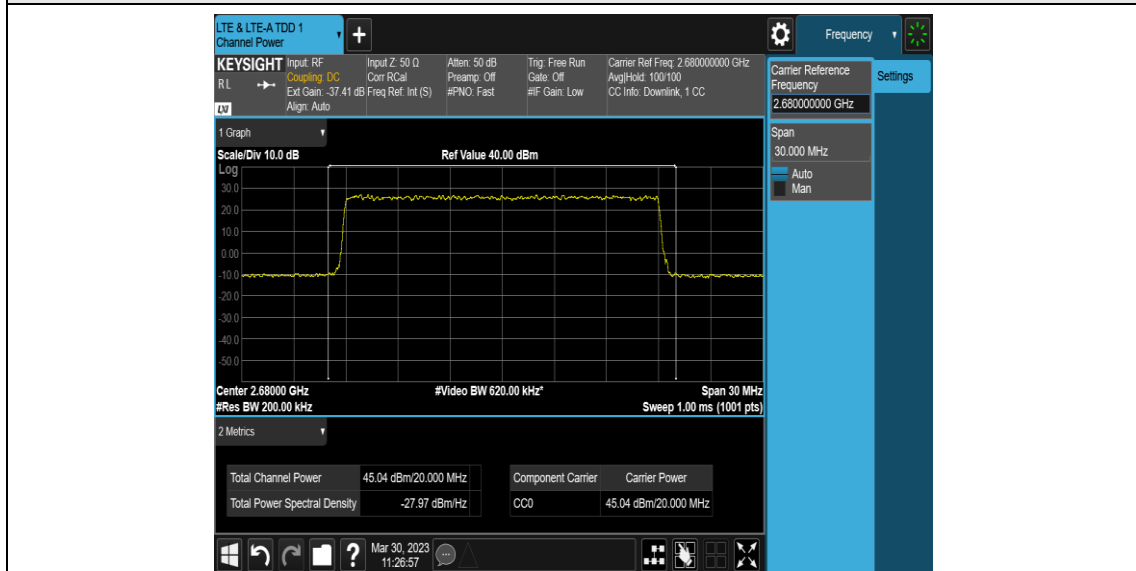 LTE & LTE-A TDD 1
Channel Power
+
Frequency
KEYSIGHT
RL
LXI
Input: RF
Coupling: DC
Ext Gain: -37.41 dB
Align: Auto
Input Z: 50 Ω
Corr RCal
Freq Ref: Int (S)
Atten: 50 dB
Preamp: Off
#PNO: Fast
Trig: Free Run
Gate: Off
#IF Gain: Low
Carrier Ref Freq: 2.680000000 GHz
Avg|Hold: 100/100
CC Info: Downlink, 1 CC
Carrier Reference
Frequency
2.680000000 GHz
Settings
Span
30.000 MHz
Auto
Man
1 Graph
Scale/Div 10.0 dB
Ref Value 40.00 dBm
Log
30.0
20.0
10.0
0.00
-10.0
-20.0
-30.0
-40.0
-50.0
Center 2.68000 GHz
#Video BW 620.00 kHz*
Span 30 MHz
#Res BW 200.00 kHz
Sweep 1.00 ms (1001 pts)
2 Metrics
Total Channel Power 45.04 dBm/20.000 MHz
Total Power Spectral Density -27.97 dBm/Hz
Component Carrier Carrier Power
CC0 45.04 dBm/20.000 MHz
?
Mar 30, 2023
11:26:57